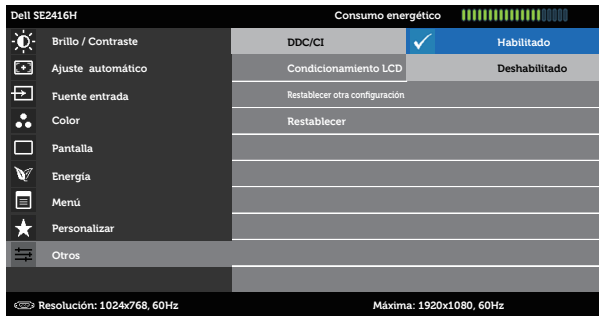 Dell SE2416H Consumo energético
Brillo / Contraste DDC/CI Habilitado
Ajuste automático Condicionamiento LCD Deshabilitado
Fuente entrada Restablecer otra configuración
Color Restablecer
Pantalla
Energía
Menú
Personalizar
Otros
Resolución: 1024x768, 60Hz Máxima: 1920x1080, 60Hz